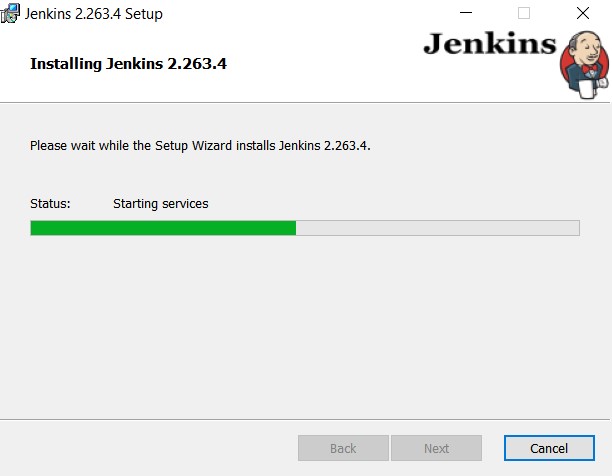 Jenkins 2.263.4 Setup
Jenkins
Installing Jenkins 2.263.4
Please wait while the Setup Wizard installs Jenkins 2.263.4.
Status: Starting services
Back Next Cancel